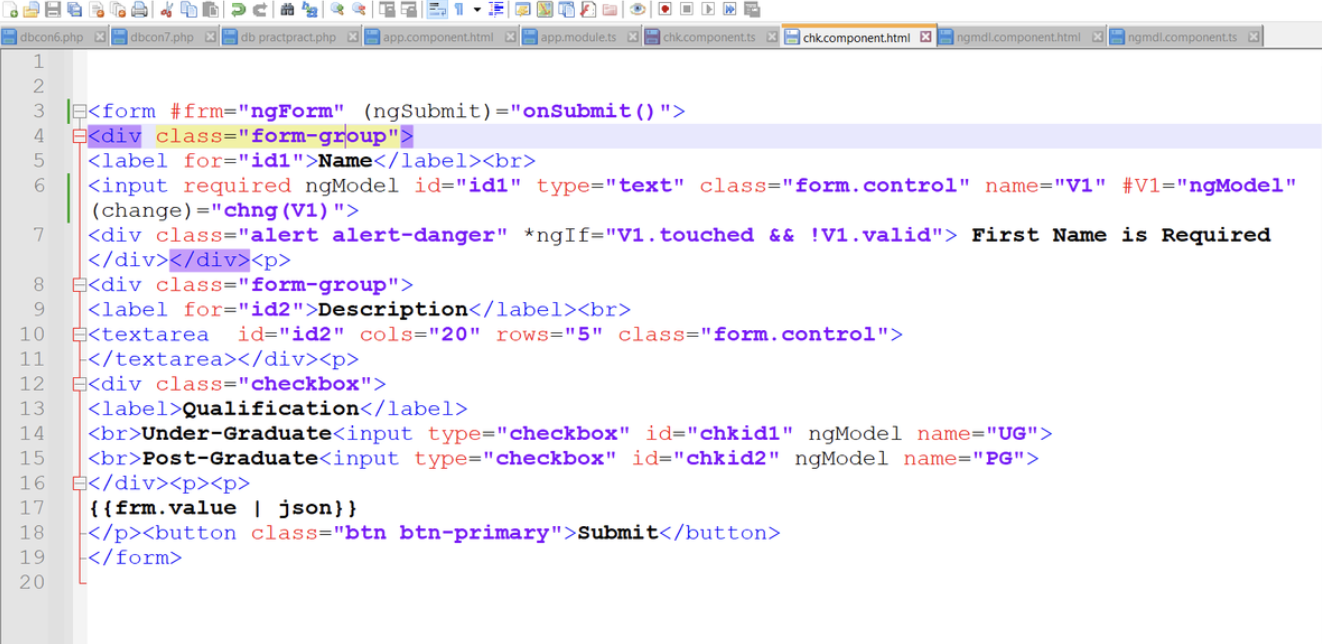 dbcon6.php dbcon7.php db practpract.php app.component.html app.module.ts chk.component.ts chk.component.html ngmdl.component.html ngmdl.component.ts
1
2
3 <form #frm="ngForm" (ngSubmit)="onSubmit()">
4 <div class="form-group">
5 <label for="id1">Name</label><br>
6 <input required ngModel id="id1" type="text" class="form.control" name="V1" #V1="ngModel"
(change)="chng(V1)">
7 <div class="alert alert-danger" *ngIf="V1.touched && !V1.valid"> First Name is Required
</div></div><p>
8 <div class="form-group">
9 <label for="id2">Description</label><br>
10 <textarea  id="id2" cols="20" rows="5" class="form.control">
11 </textarea></div><p>
12 <div class="checkbox">
13 <label>Qualification</label>
14 <br>Under-Graduate<input type="checkbox" id="chkid1" ngModel name="UG">
15 <br>Post-Graduate<input type="checkbox" id="chkid2" ngModel name="PG">
16 </div><p><p>
17 {{frm.value | json}}
18 </p><button class="btn btn-primary">Submit</button>
19 </form>
20